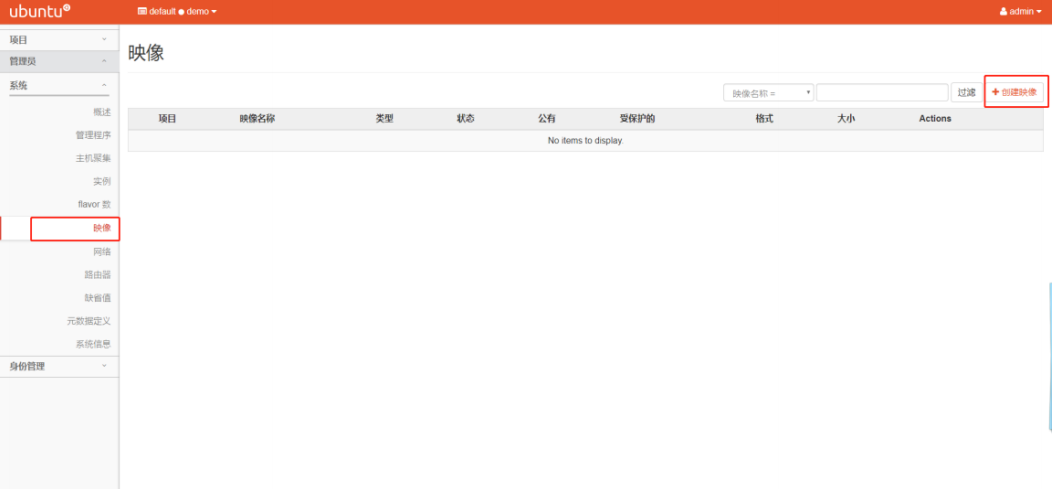 ubuntu®
default ● demo
admin
项目
管理员
系统
概述
管理程序
主机聚集
实例
flavor 数
映像
网络
路由器
缺省值
元数据定义
系统信息
身份管理
映像
映像名称 =
过滤
+ 创建映像
项目 映像名称 类型 状态 公有 受保护的 格式 大小 Actions
No items to display.